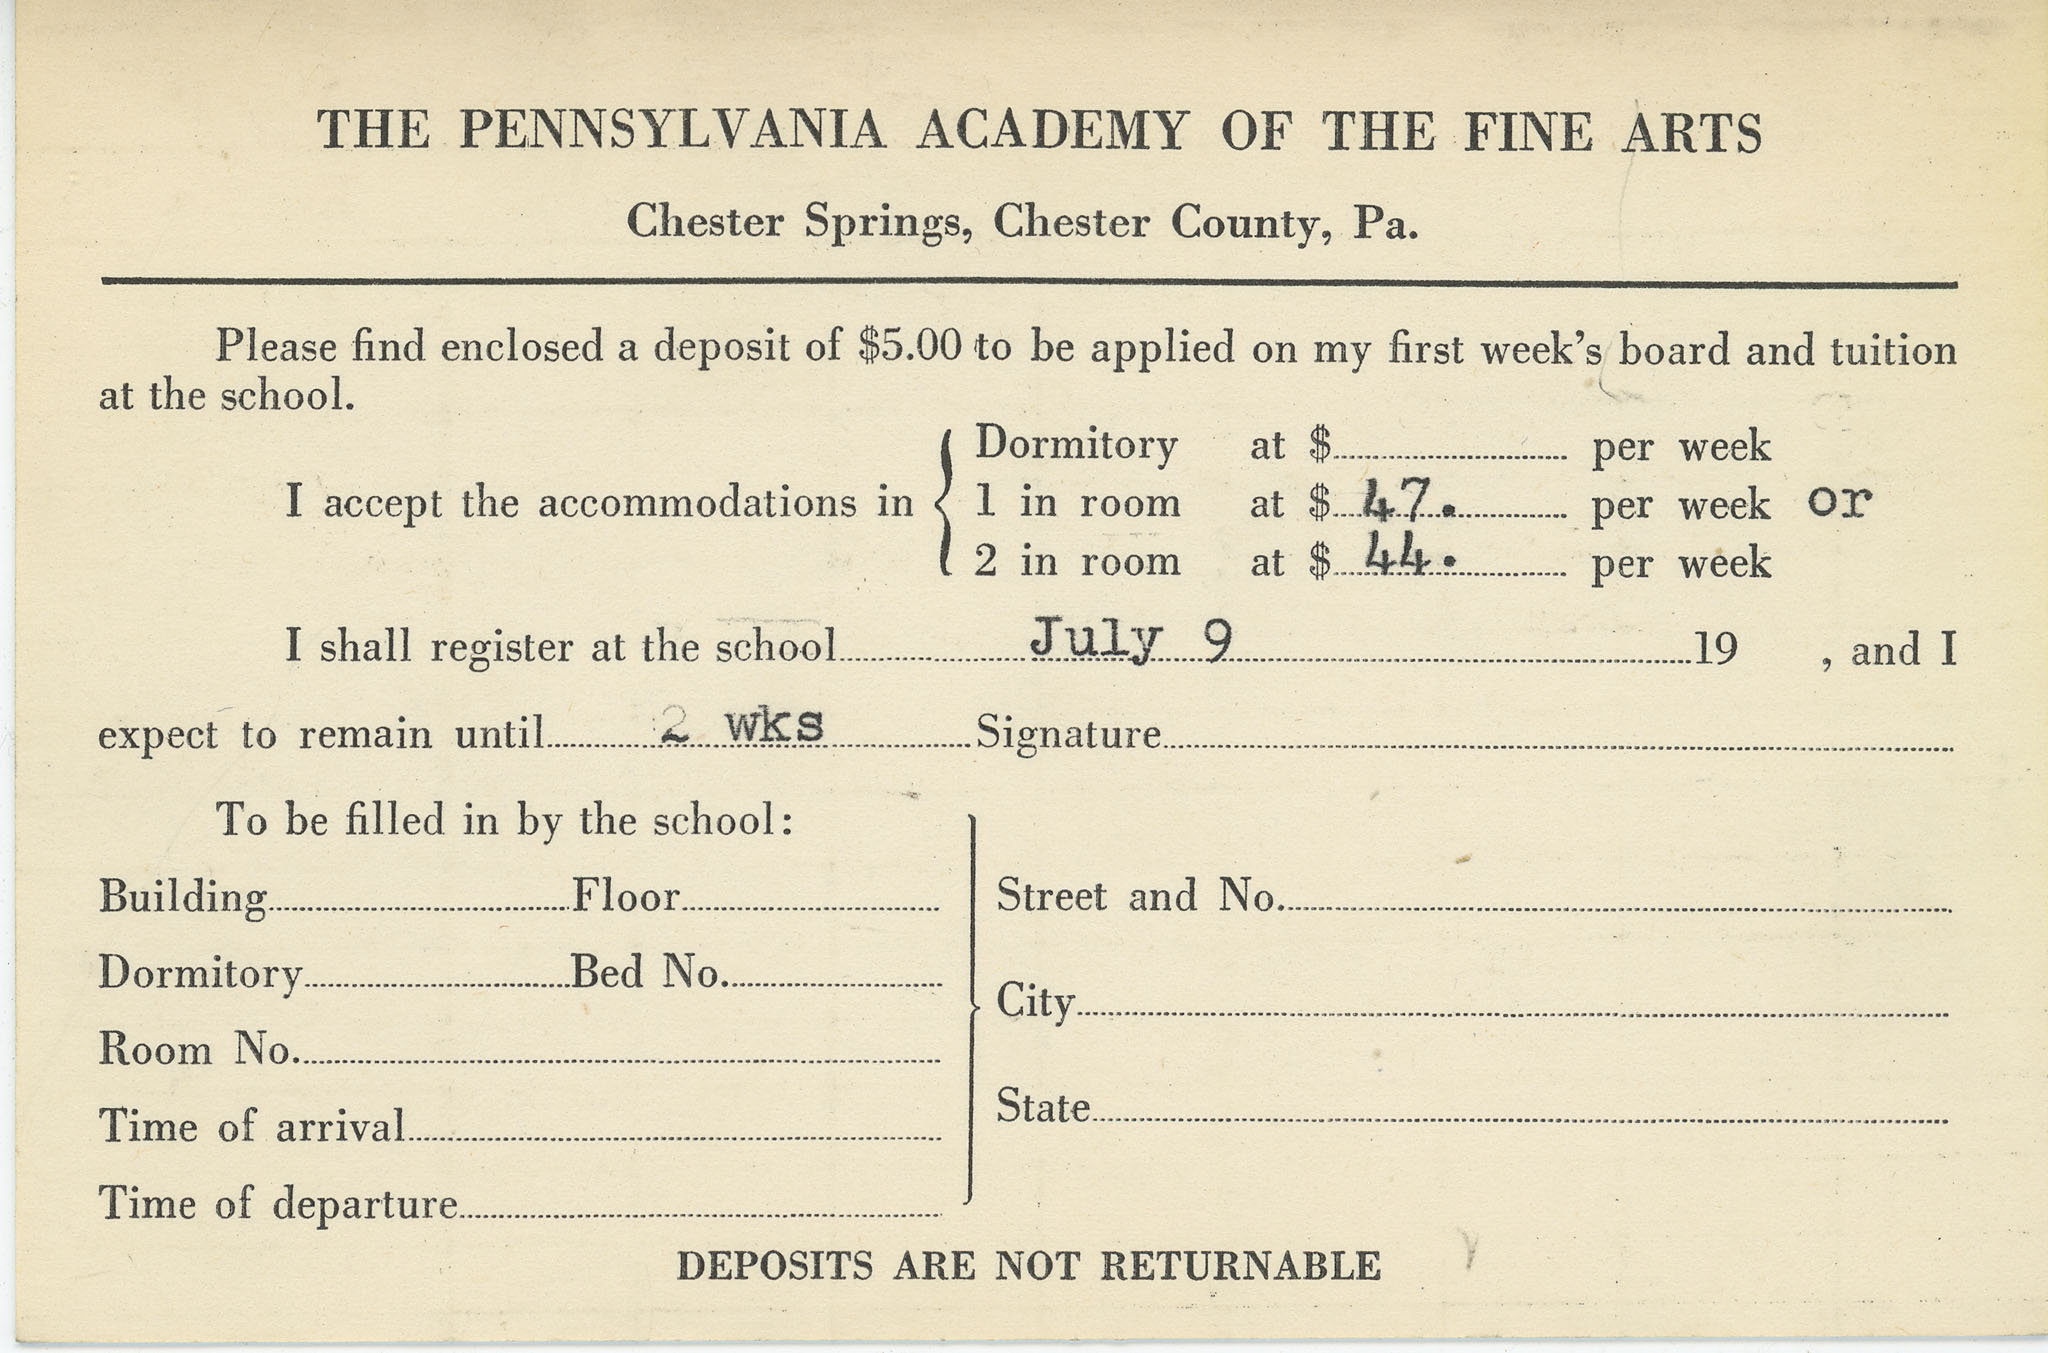 THE PENNSYLVANIA ACADEMY OF THE FINE ARTS
Chester Springs, Chester County, Pa.
Please find enclosed a deposit of $5.00 to be applied on my first week's board and tuition
at the school.
Dormitory at $ per week
I accept the accommodations in 1 in room at $ 47. per week or
2 in room at $ 44. per week
I shall register at the school July 9 19 , and I
expect to remain until 2 wks Signature
To be filled in by the school:
Building Floor Street and No.
Dormitory Bed No.
City
Room No.
State
Time of arrival
Time of departure
DEPOSITS ARE NOT RETURNABLE